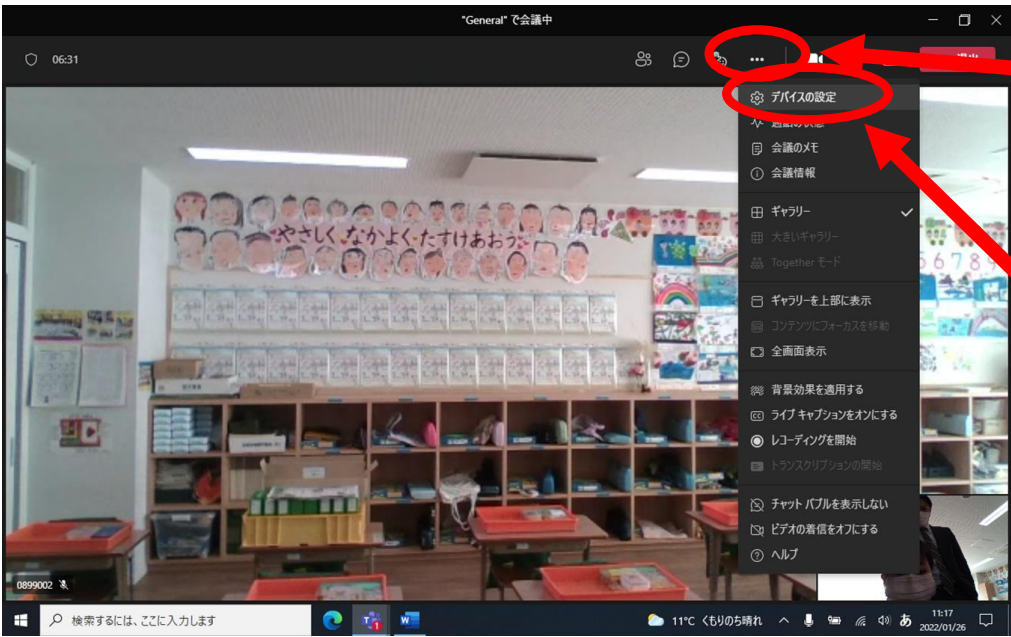 "General" で会議中
06:31
デバイスの設定
会議のメモ
会議情報
ギャラリー
大きいギャラリー
Together モード
ギャラリーを上部に表示
コンテンツにフォーカスを移動
全画面表示
背景効果を適用する
ライブ キャプションをオンにする
レコーディングを開始
トランスクリプションの開始
チャット バブルを表示しない
ビデオの着信をオフにする
ヘルプ
やさしく なかよく たすけあおう
5 6 7 8 9
0899002
検索するには、ここに入力します
11°C くもりのち晴れ
あ
11:17
2022/01/26